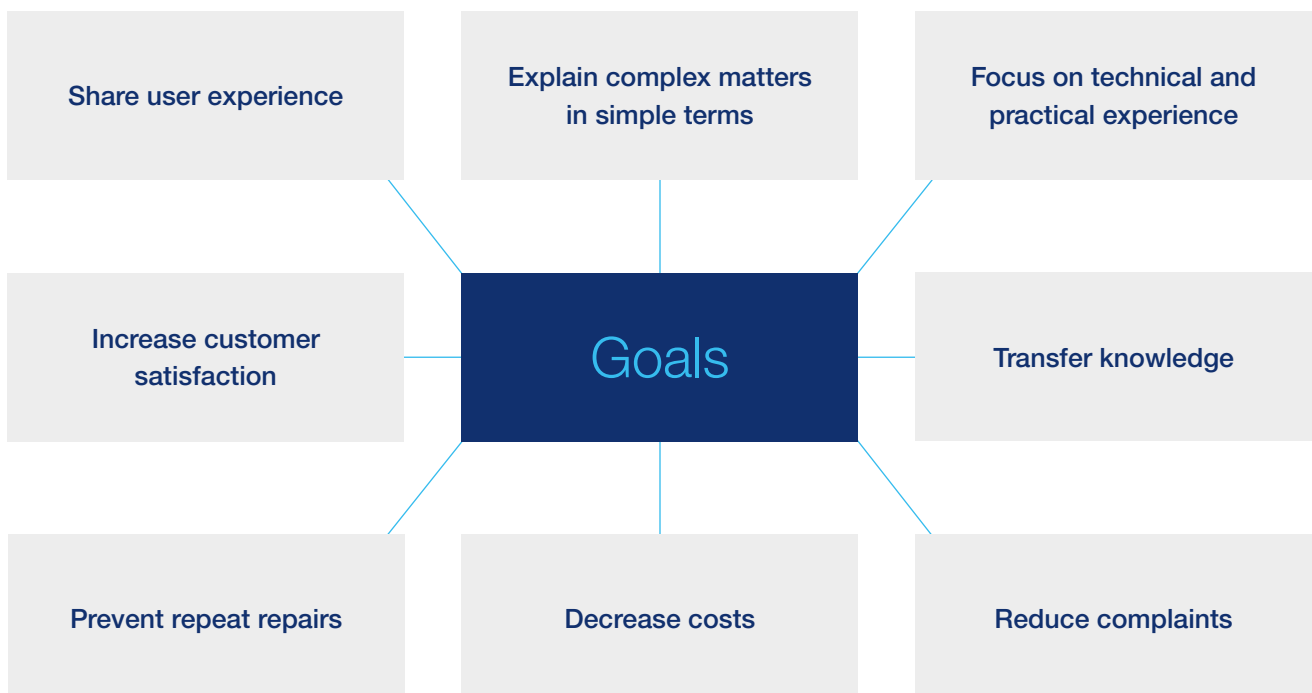 Share user experience
Explain complex matters
in simple terms
Focus on technical and
practical experience
Increase customer
satisfaction
Goals
Transfer knowledge
Prevent repeat repairs
Decrease costs
Reduce complaints